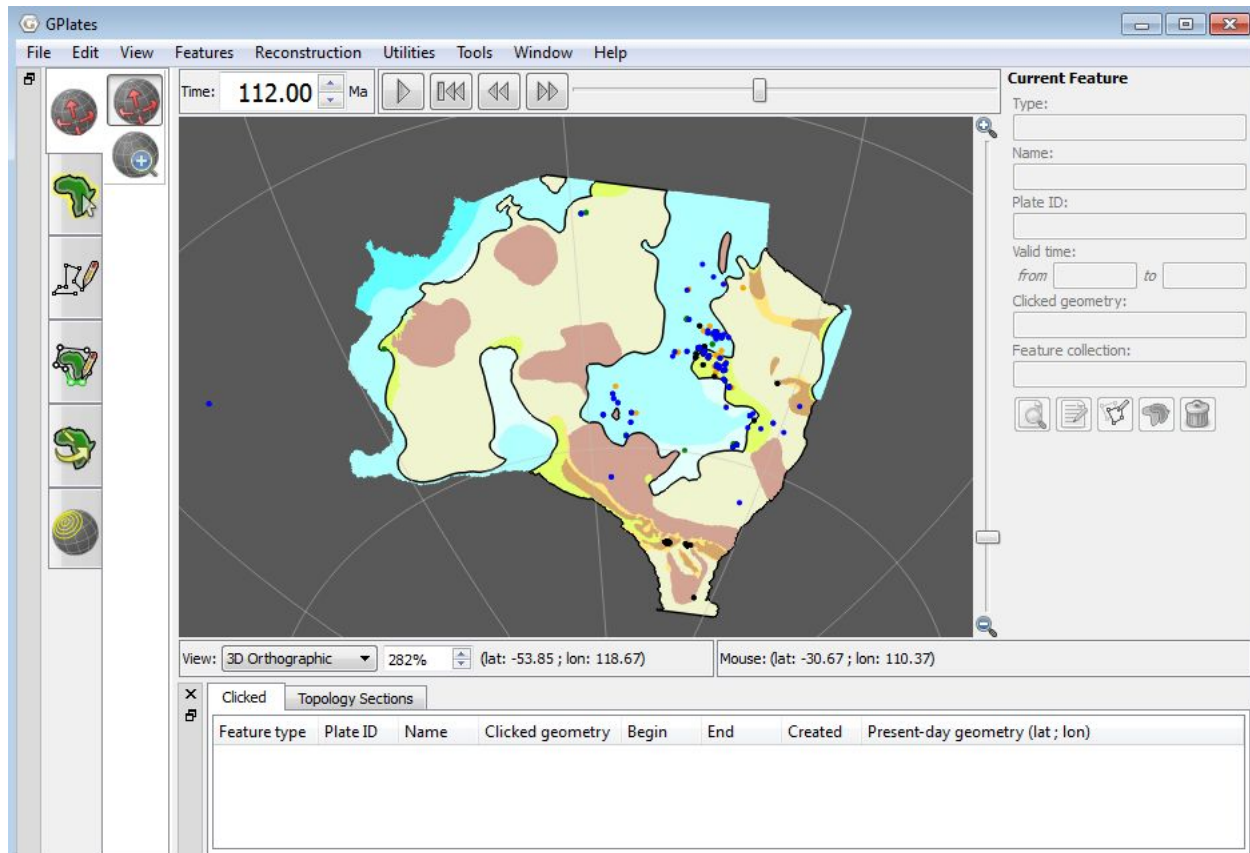 GPlates
File Edit View Features Reconstruction Utilities Tools Window Help
Time: 112.00 Ma
Current Feature
Type:
Name:
Plate ID:
Valid time:
from to
Clicked geometry:
Feature collection:
View: 3D Orthographic 282% (lat: -53.85 ; lon: 118.67) Mouse: (lat: -30.67 ; lon: 110.37)
Clicked Topology Sections
Feature type Plate ID Name Clicked geometry Begin End Created Present-day geometry (lat ; lon)